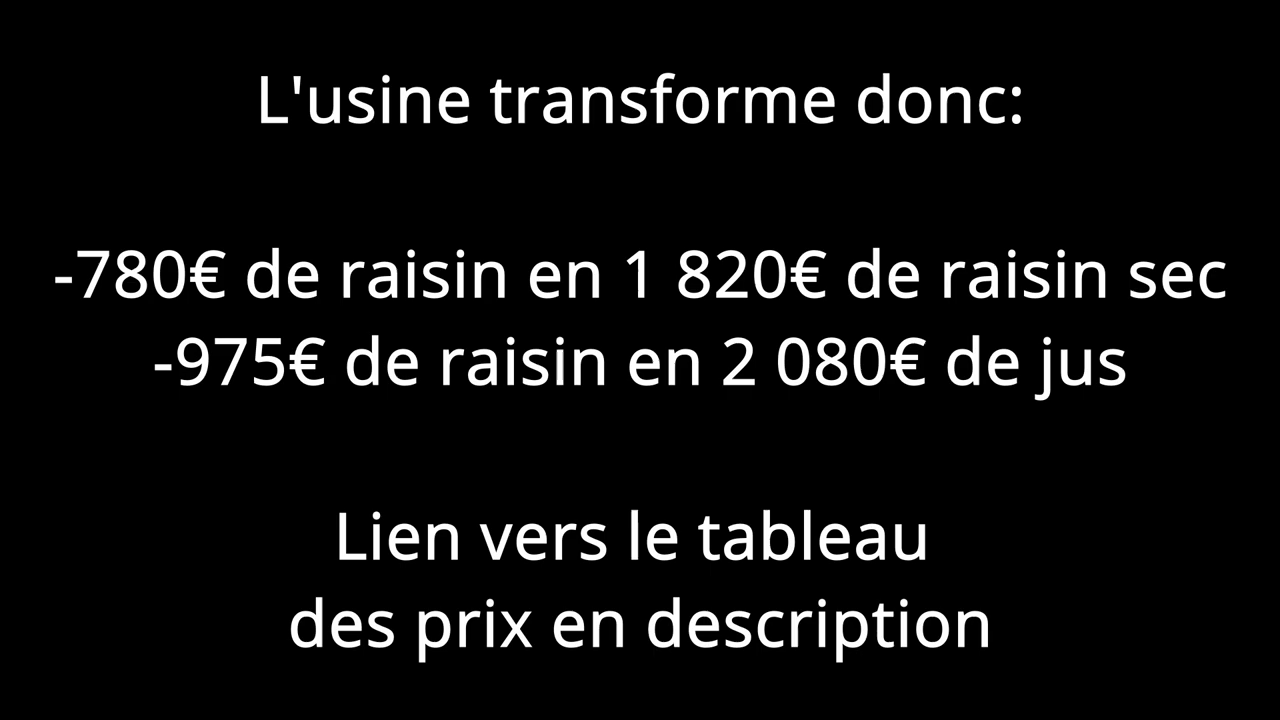 L'usine transforme donc:
-780€ de raisin en 1 820€ de raisin sec
-975€ de raisin en 2 080€ de jus
Lien vers le tableau
des prix en description